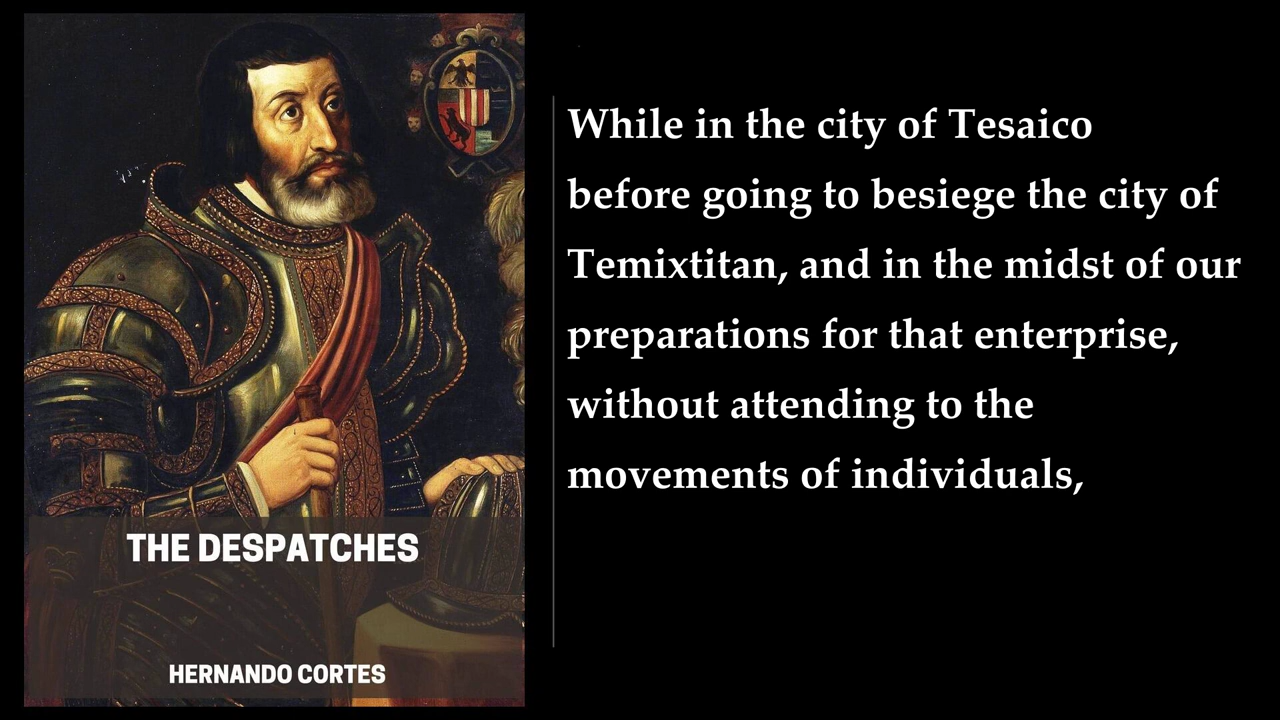 While in the city of Tesaico
before going to besiege the city of
Temixtitan, and in the midst of our
preparations for that enterprise,
without attending to the
movements of individuals,
THE DESPATCHES
HERNANDO CORTES